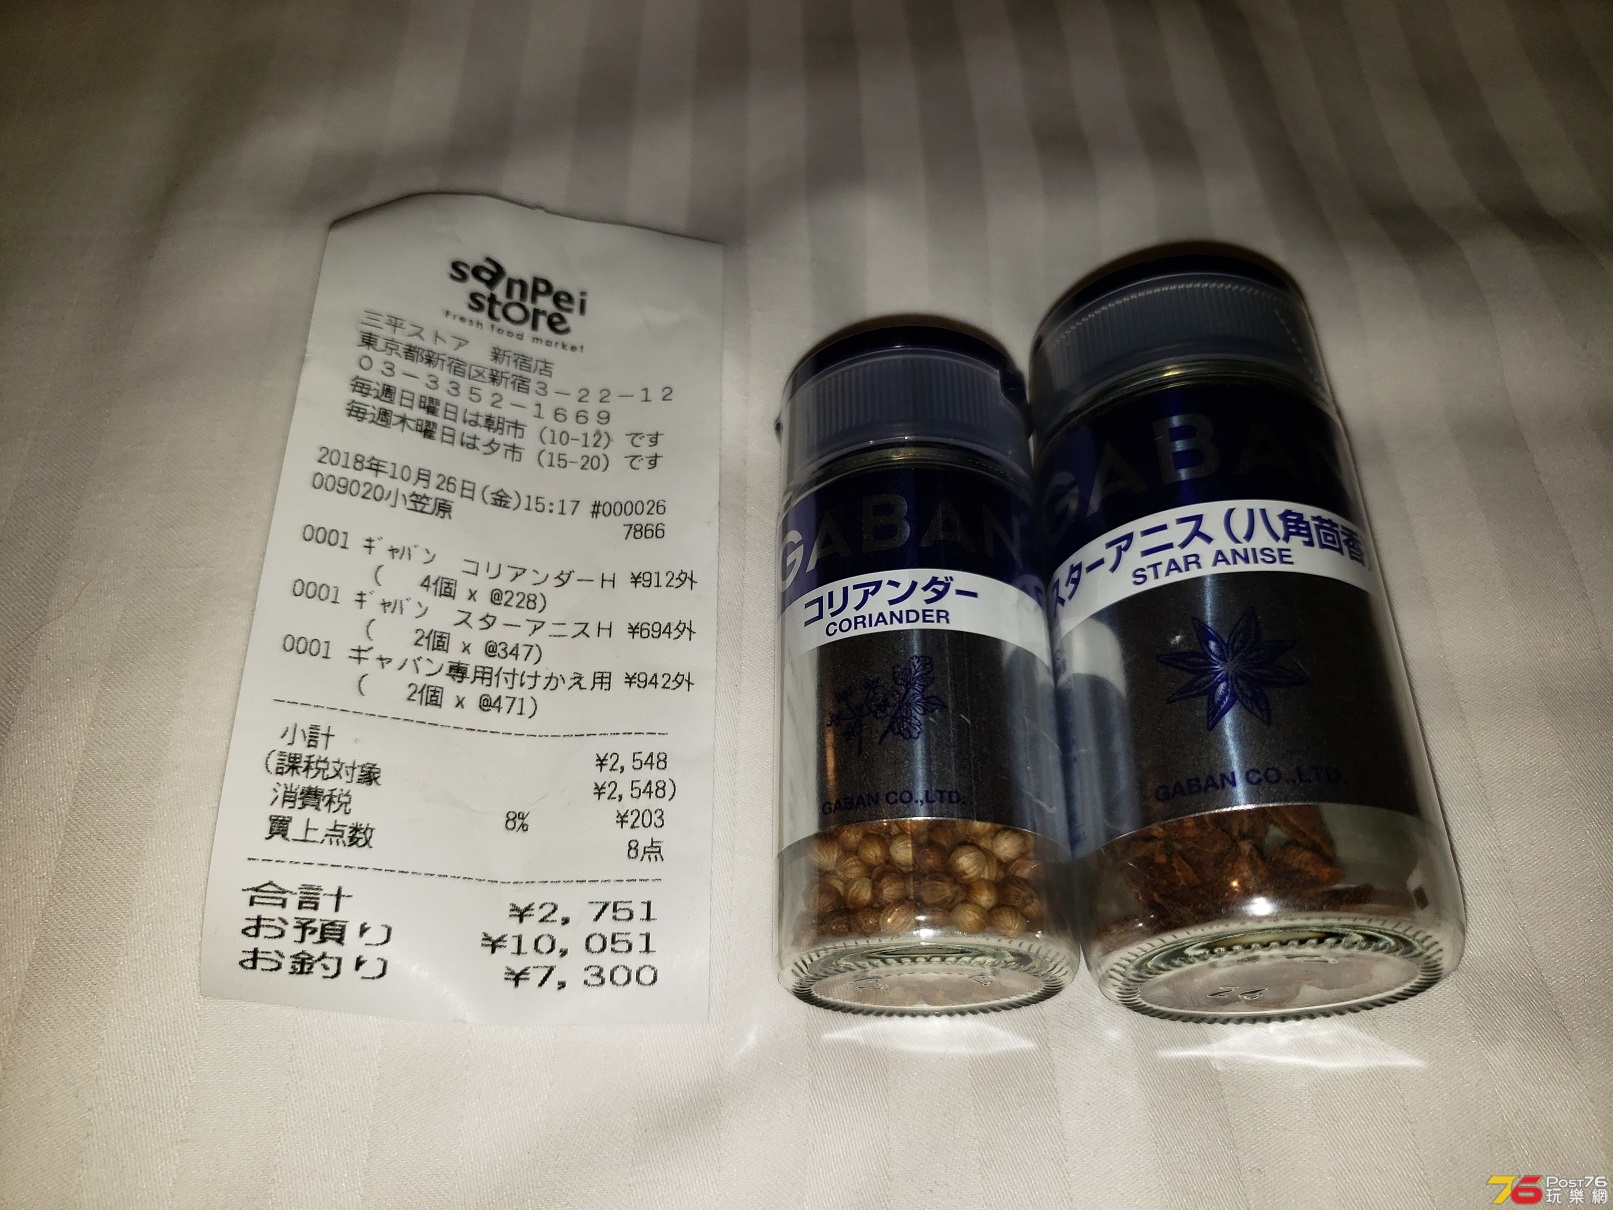 sanpei
store
Fresh food market
三平ストア 新宿店
東京都新宿区新宿3-22-12
03-3352-1669
毎週日曜日は朝市 (10-12) です
毎週木曜日は夕市 (15-20) です
2018年10月26日(金)15:17 #000026
009020小笠原 7866
0001 ギャバン コリアンダーH ¥912外
( 4個 x @228)
0001 ギャバン スターアニスH ¥694外
( 2個 x @347)
0001 ギャバン専用付けかえ用 ¥942外
( 2個 x @471)
小計 ¥2,548
(課税対象 ¥2,548)
消費税 8% ¥203
買上点数 8点
合計 ¥2,751
お預り ¥10,051
お釣り ¥7,300
GABAN
コリアンダー
CORIANDER
GABAN CO.,LTD.
GABAN
スターアニス(八角茴香)
STAR ANISE
GABAN CO.,LTD.
22
76 Post76
玩樂網